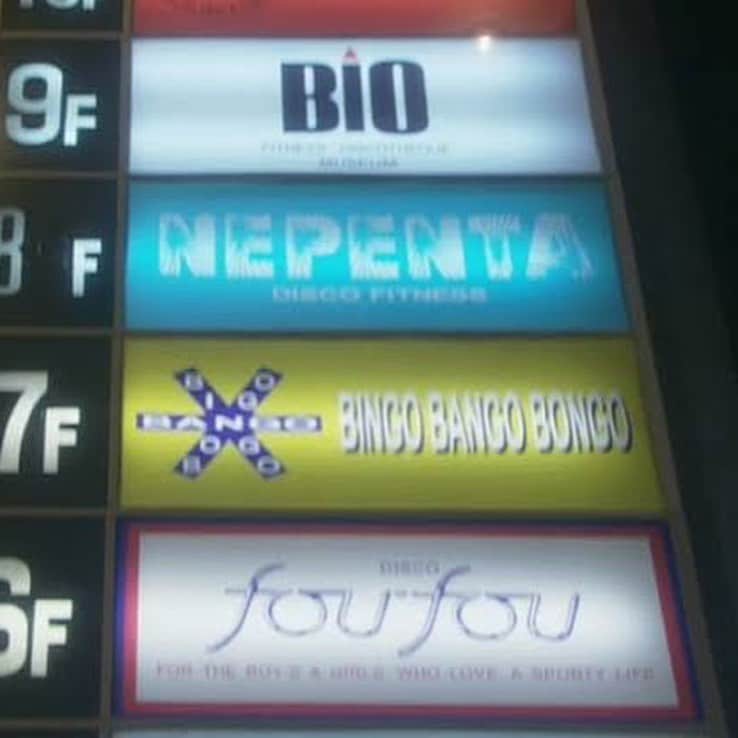 9F
BiO
MUSEUM
8 F
NEPENTA
DISCO FITNESS
7F
BINGO
BANGO
BONGO
BINGO BANGO BONGO
6F
DISCO
fou fou
FOR THE BOYS & GIRLS WHO LOVE A SPORTY LIFE